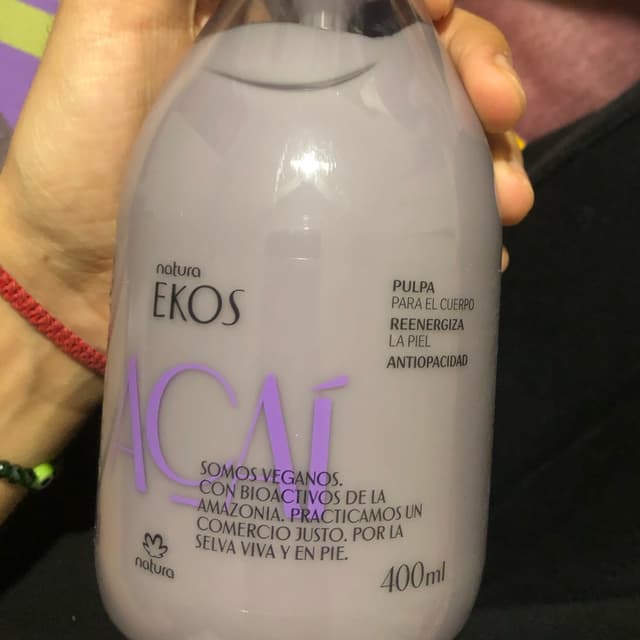 natura
EKOS
PULPA
PARA EL CUERPO
REENERGIZA
LA PIEL
ANTIOPACIDAD
AÇAÍ
SOMOS VEGANOS.
CON BIOACTIVOS DE LA
AMAZONIA. PRACTICAMOS UN
COMERCIO JUSTO. POR LA
SELVA VIVA Y EN PIE.
natura
400ml